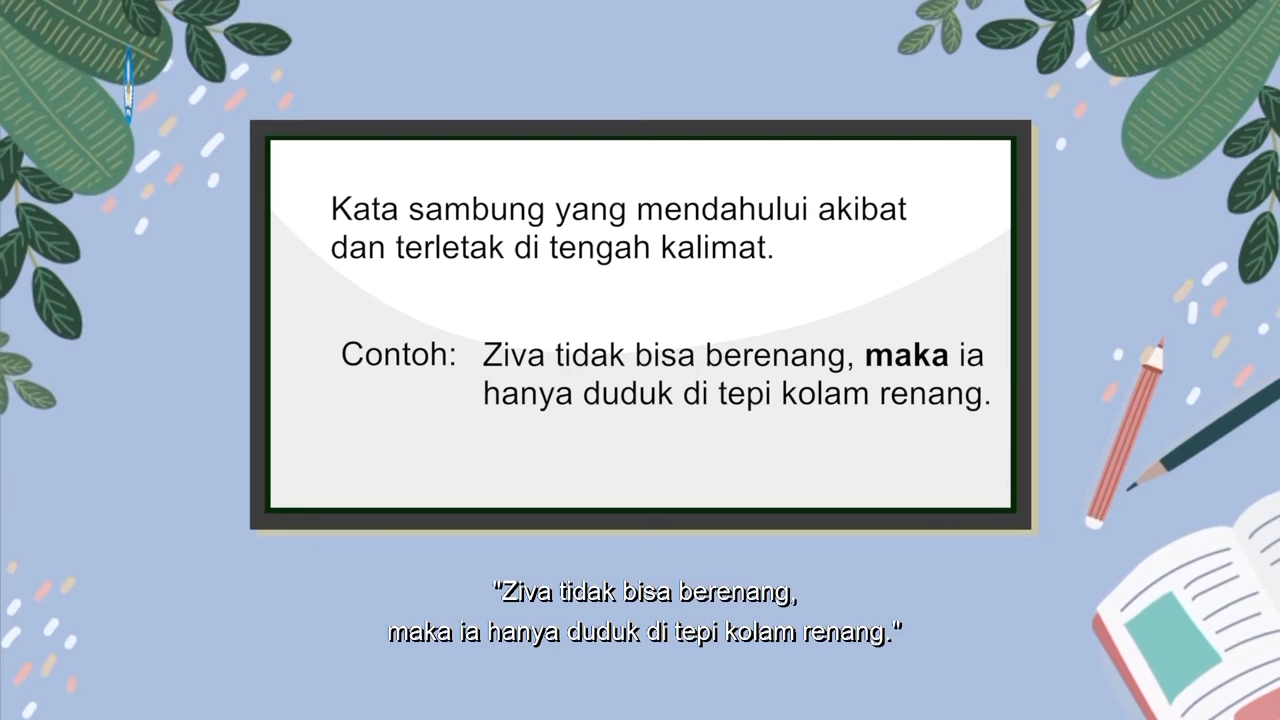 Kata sambung yang mendahului akibat
dan terletak di tengah kalimat.
Contoh: Ziva tidak bisa berenang, maka ia
hanya duduk di tepi kolam renang.
"Ziva tidak bisa berenang,
maka ia hanya duduk di tepi kolam renang."